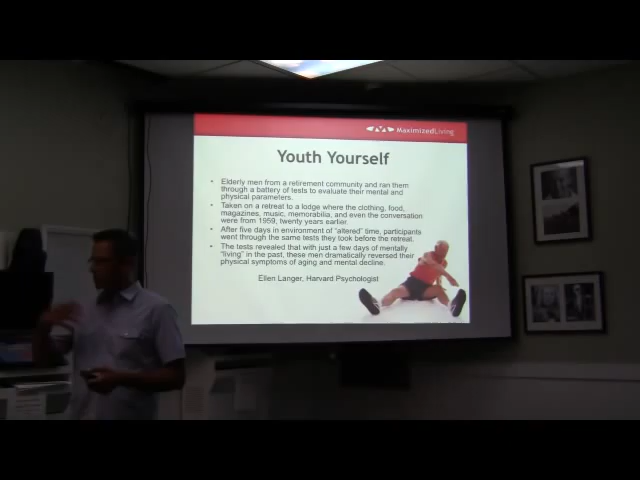 MaximizedLiving
Youth Yourself
• Elderly men from a retirement community and ran them
through a battery of tests to evaluate their mental and
physical parameters.
• Taken on a retreat to a lodge where the clothing, food,
magazines, music, memorabilia, and even the conversation
were from 1959, twenty years earlier.
• After five days in environment of "altered" time, participants
went through the same tests they took before the retreat.
• The tests revealed that with just a few days of mentally
"living" in the past, these men dramatically reversed their
physical symptoms of aging and mental decline.
Ellen Langer, Harvard Psychologist